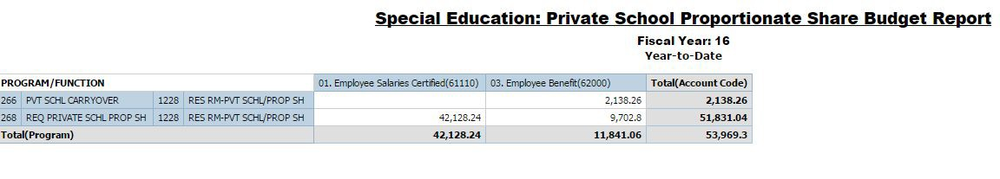 Special Education: Private School Proportionate Share Budget Report
Fiscal Year: 16
Year-to-Date
PROGRAM/FUNCTION 01. Employee Salaries Certified(61110) 03. Employee Benefit(62000) Total(Account Code)
266 PVT SCHL CARRYOVER 1228 RES RM-PVT SCHL/PROP SH 2,138.26 2,138.26
268 REQ PRIVATE SCHL PROP SH 1228 RES RM-PVT SCHL/PROP SH 42,128.24 9,702.8 51,831.04
Total(Program) 42,128.24 11,841.06 53,969.3